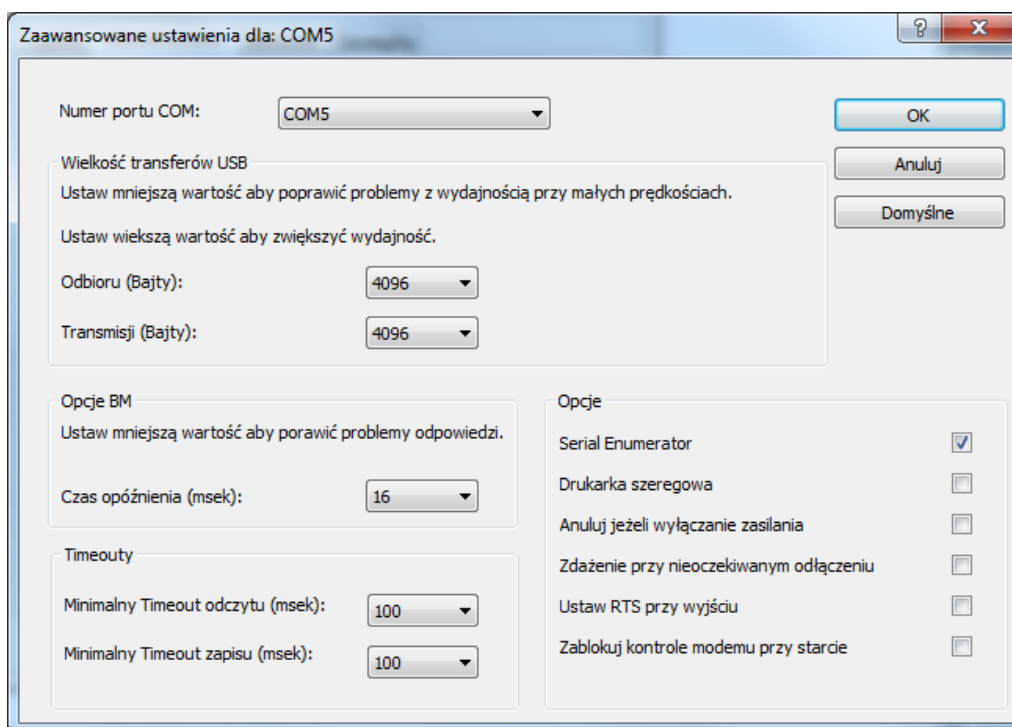 Zaawansowane ustawienia dla: COM5
Numer portu COM:
COM5
OK
Anuluj
Domyślne
Wielkość transferów USB
Ustaw mniejszą wartość aby poprawić problemy z wydajnością przy małych prędkościach.
Ustaw wiekszą wartość aby zwiększyć wydajność.
Odbioru (Bajty):
4096
Transmisji (Bajty):
4096
Opcje BM
Ustaw mniejszą wartość aby porawić problemy odpowiedzi.
Czas opóźnienia (msek):
16
Timeouty
Minimalny Timeout odczytu (msek):
100
Minimalny Timeout zapisu (msek):
100
Opcje
Serial Enumerator
Drukarka szeregowa
Anuluj jeżeli wyłączanie zasilania
Zdażenie przy nieoczekiwanym odłączeniu
Ustaw RTS przy wyjściu
Zablokuj kontrole modemu przy starcie